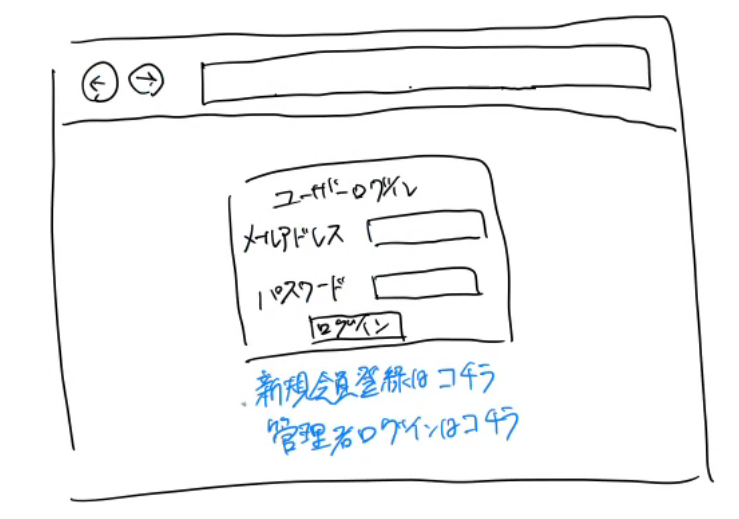 ユーザーログイン
メールアドレス
パスワード
ログイン
新規会員登録はコチラ
管理者ログインはコチラ